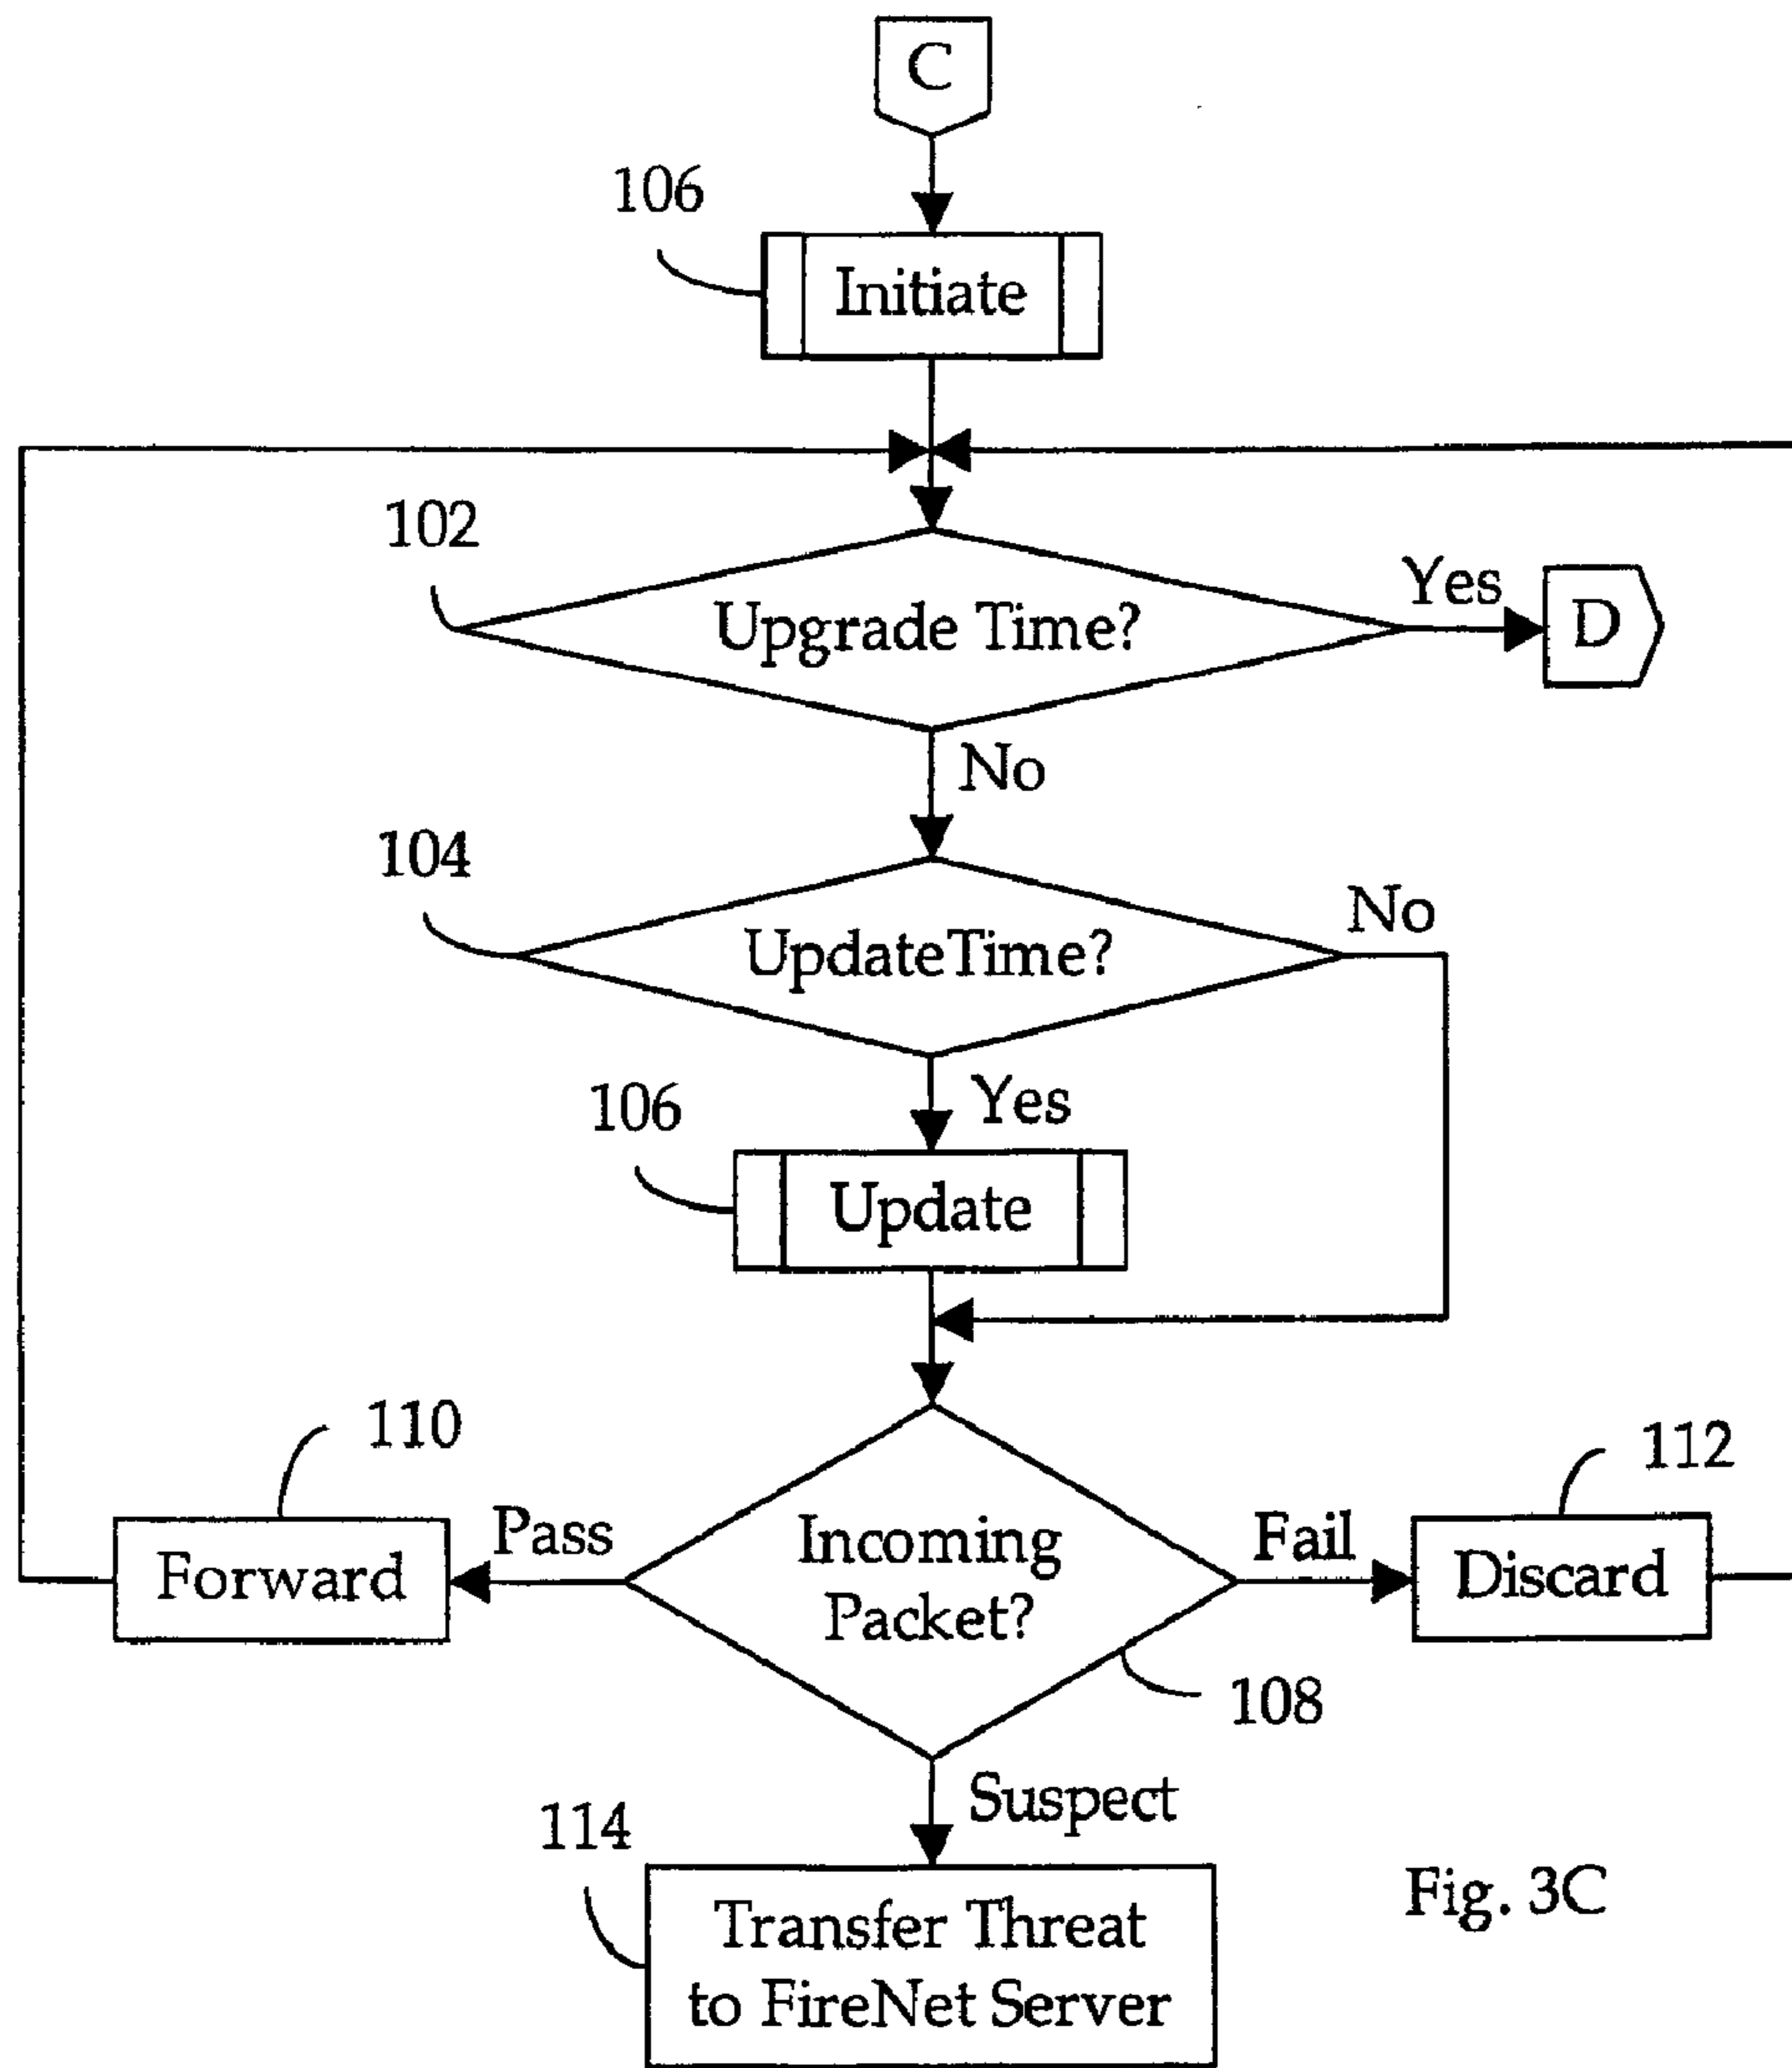 C
106
Initiate
102
Upgrade Time?
Yes
D
No
104
UpdateTime?
No
Yes
106
Update
110
Forward
Pass
Incoming
Packet?
Fail
112
Discard
108
Suspect
114
Transfer Threat
to FireNet Server
Fig. 3C